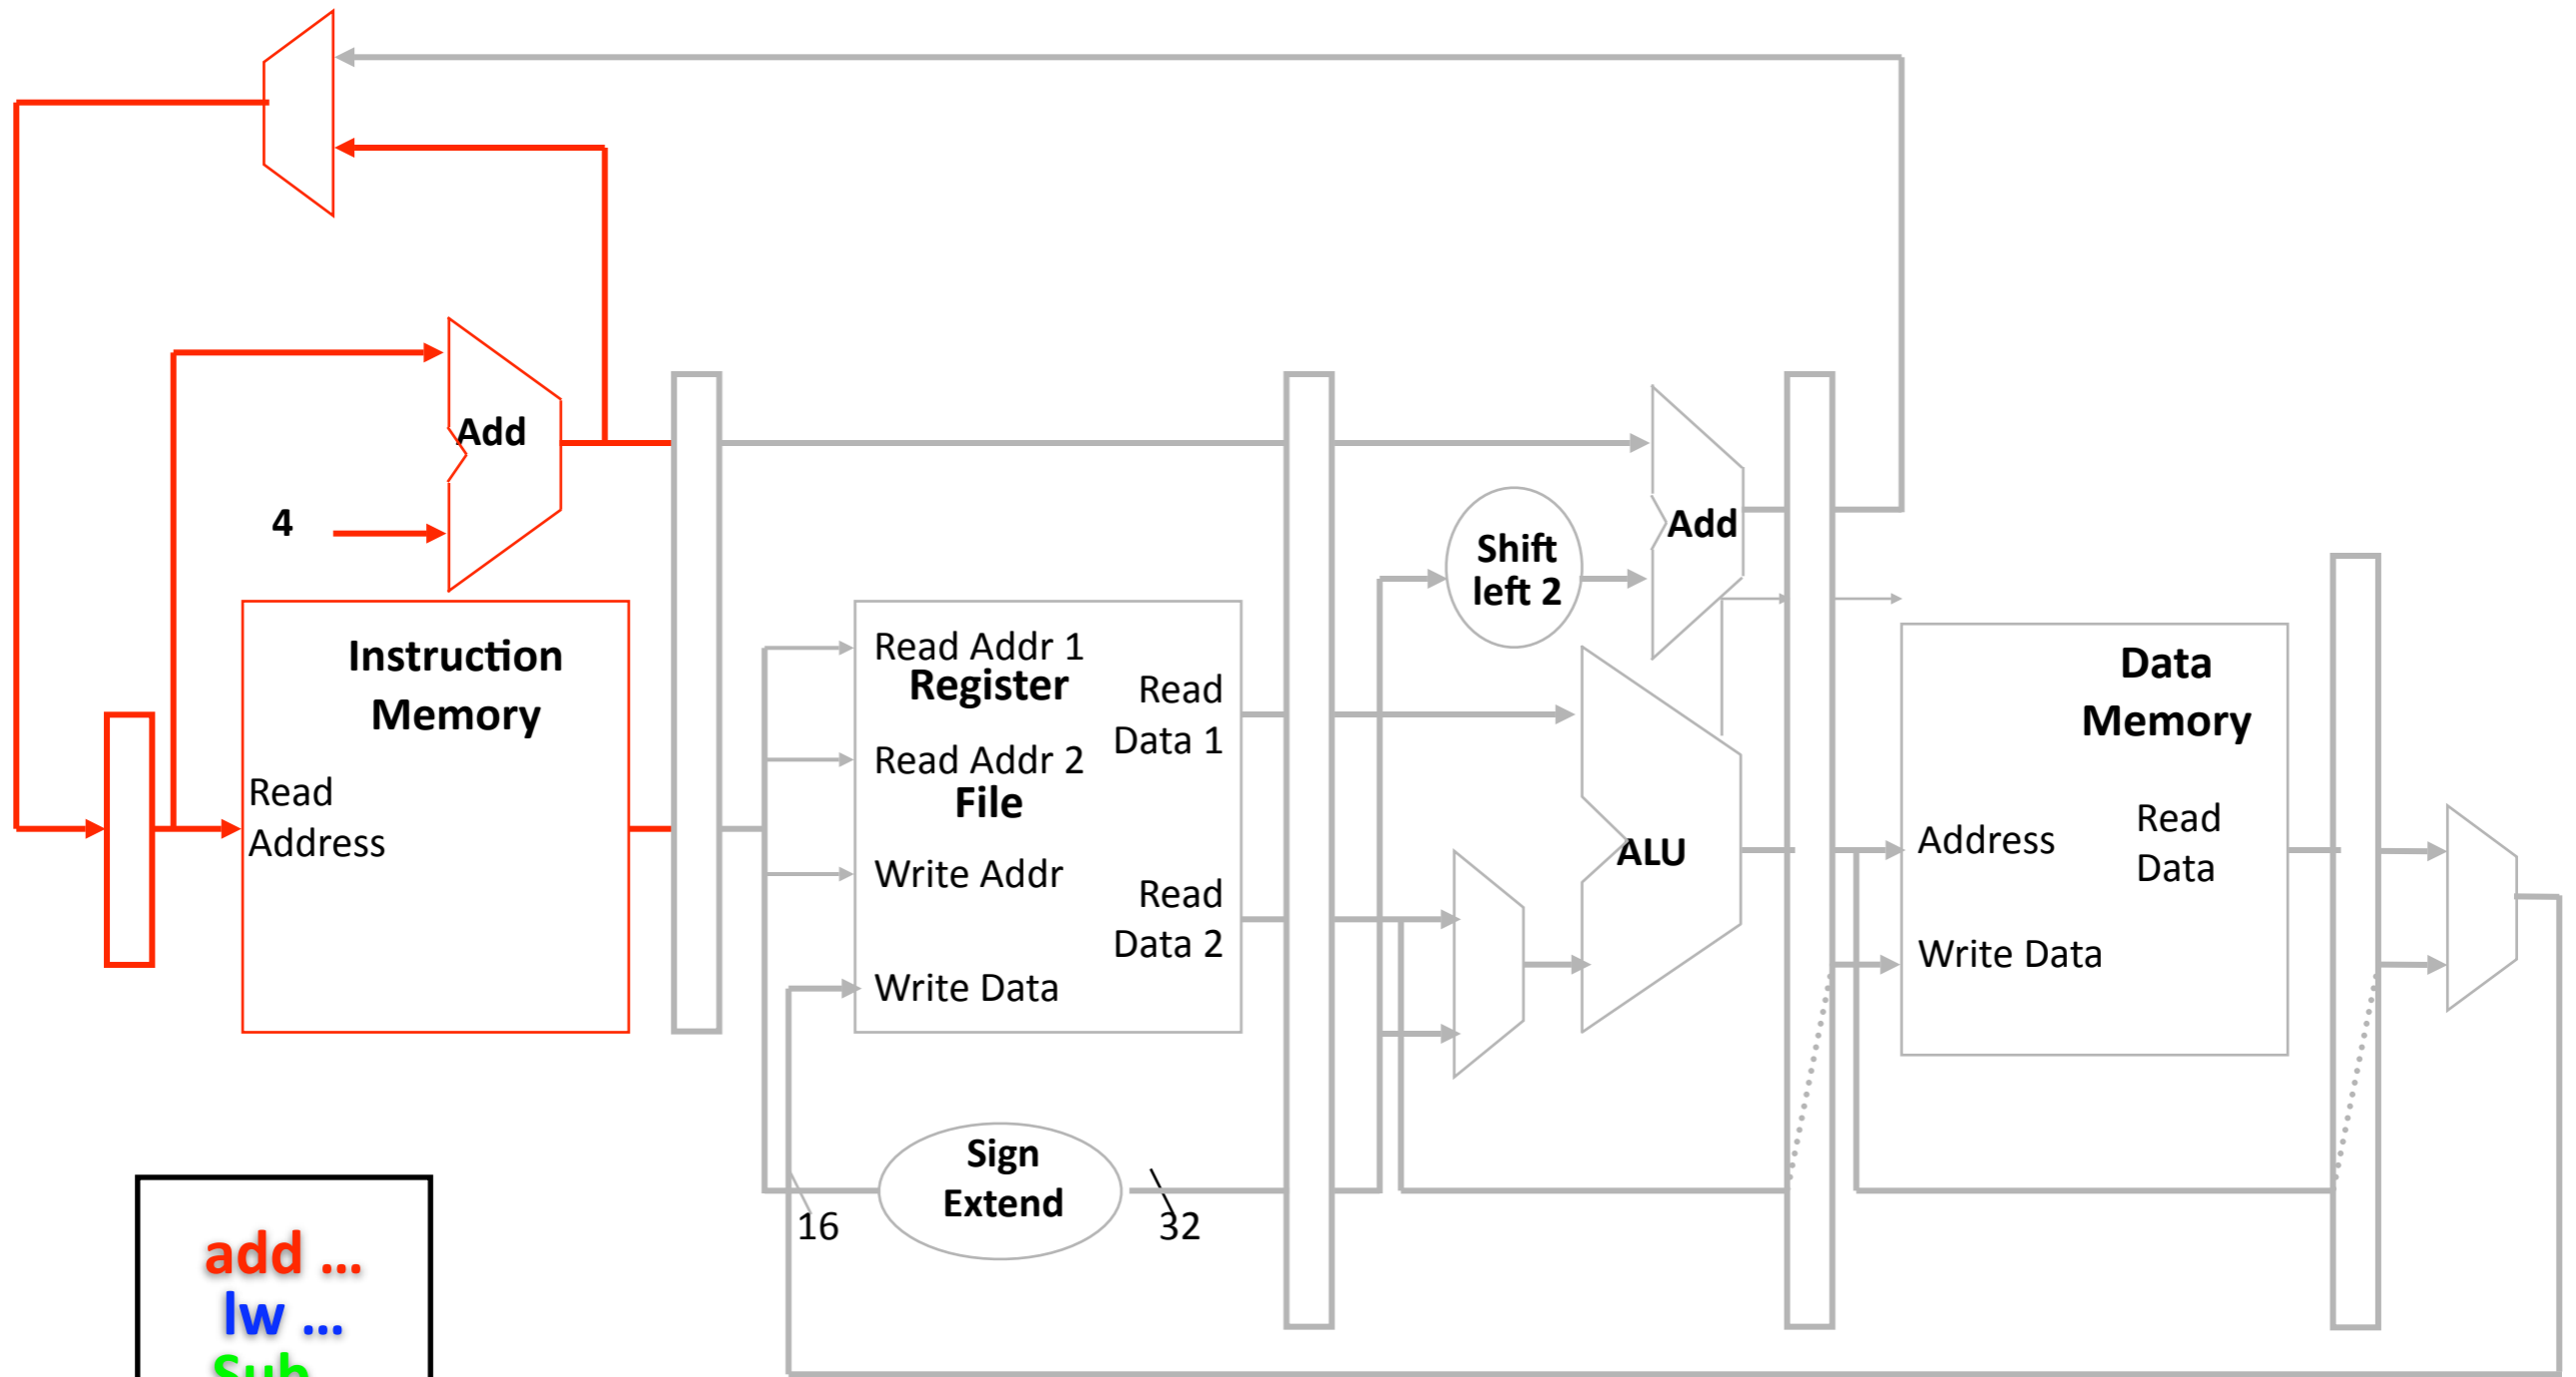 Add
4
Instruction
Memory
Read
Address
Read Addr 1
Register
Read Addr 2
File
Write Addr
Write Data
Read
Data 1
Read
Data 2
Sign
Extend
16
32
Shift
left 2
Add
ALU
Data
Memory
Address
Read
Data
Write Data
add ...
lw ...
Sub